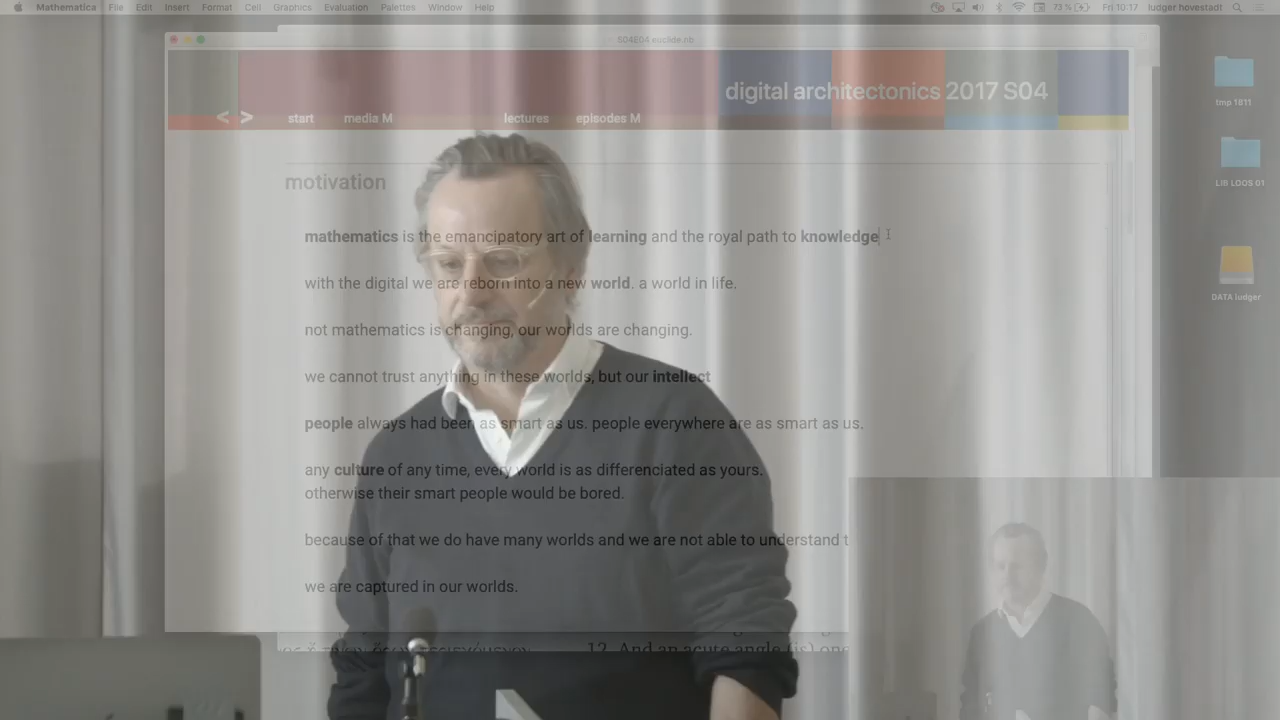 Mathematica File Edit Insert Format Cell Graphics Evaluation Palettes Window Help 73 % Fri 10:17 ludger hovestadt
S04E04.euclide.nb
digital architectonics 2017 S04
< > start media M lectures episodes M
tmp 1811
motivation
LIB LODS 01
mathematics is the emancipatory art of learning and the royal path to knowledge
with the digital we are reborn into a new world. a world in life.
DATA ludger
not mathematics is changing, our worlds are changing.
we cannot trust anything in these worlds, but our intellect
people always had been as smart as us. people everywhere are as smart as us.
any culture of any time, every world is as differenciated as yours.
otherwise their smart people would be bored.
because of that we do have many worlds and we are not able to understand t
we are captured in our worlds.
12. And an acute angle (is) one